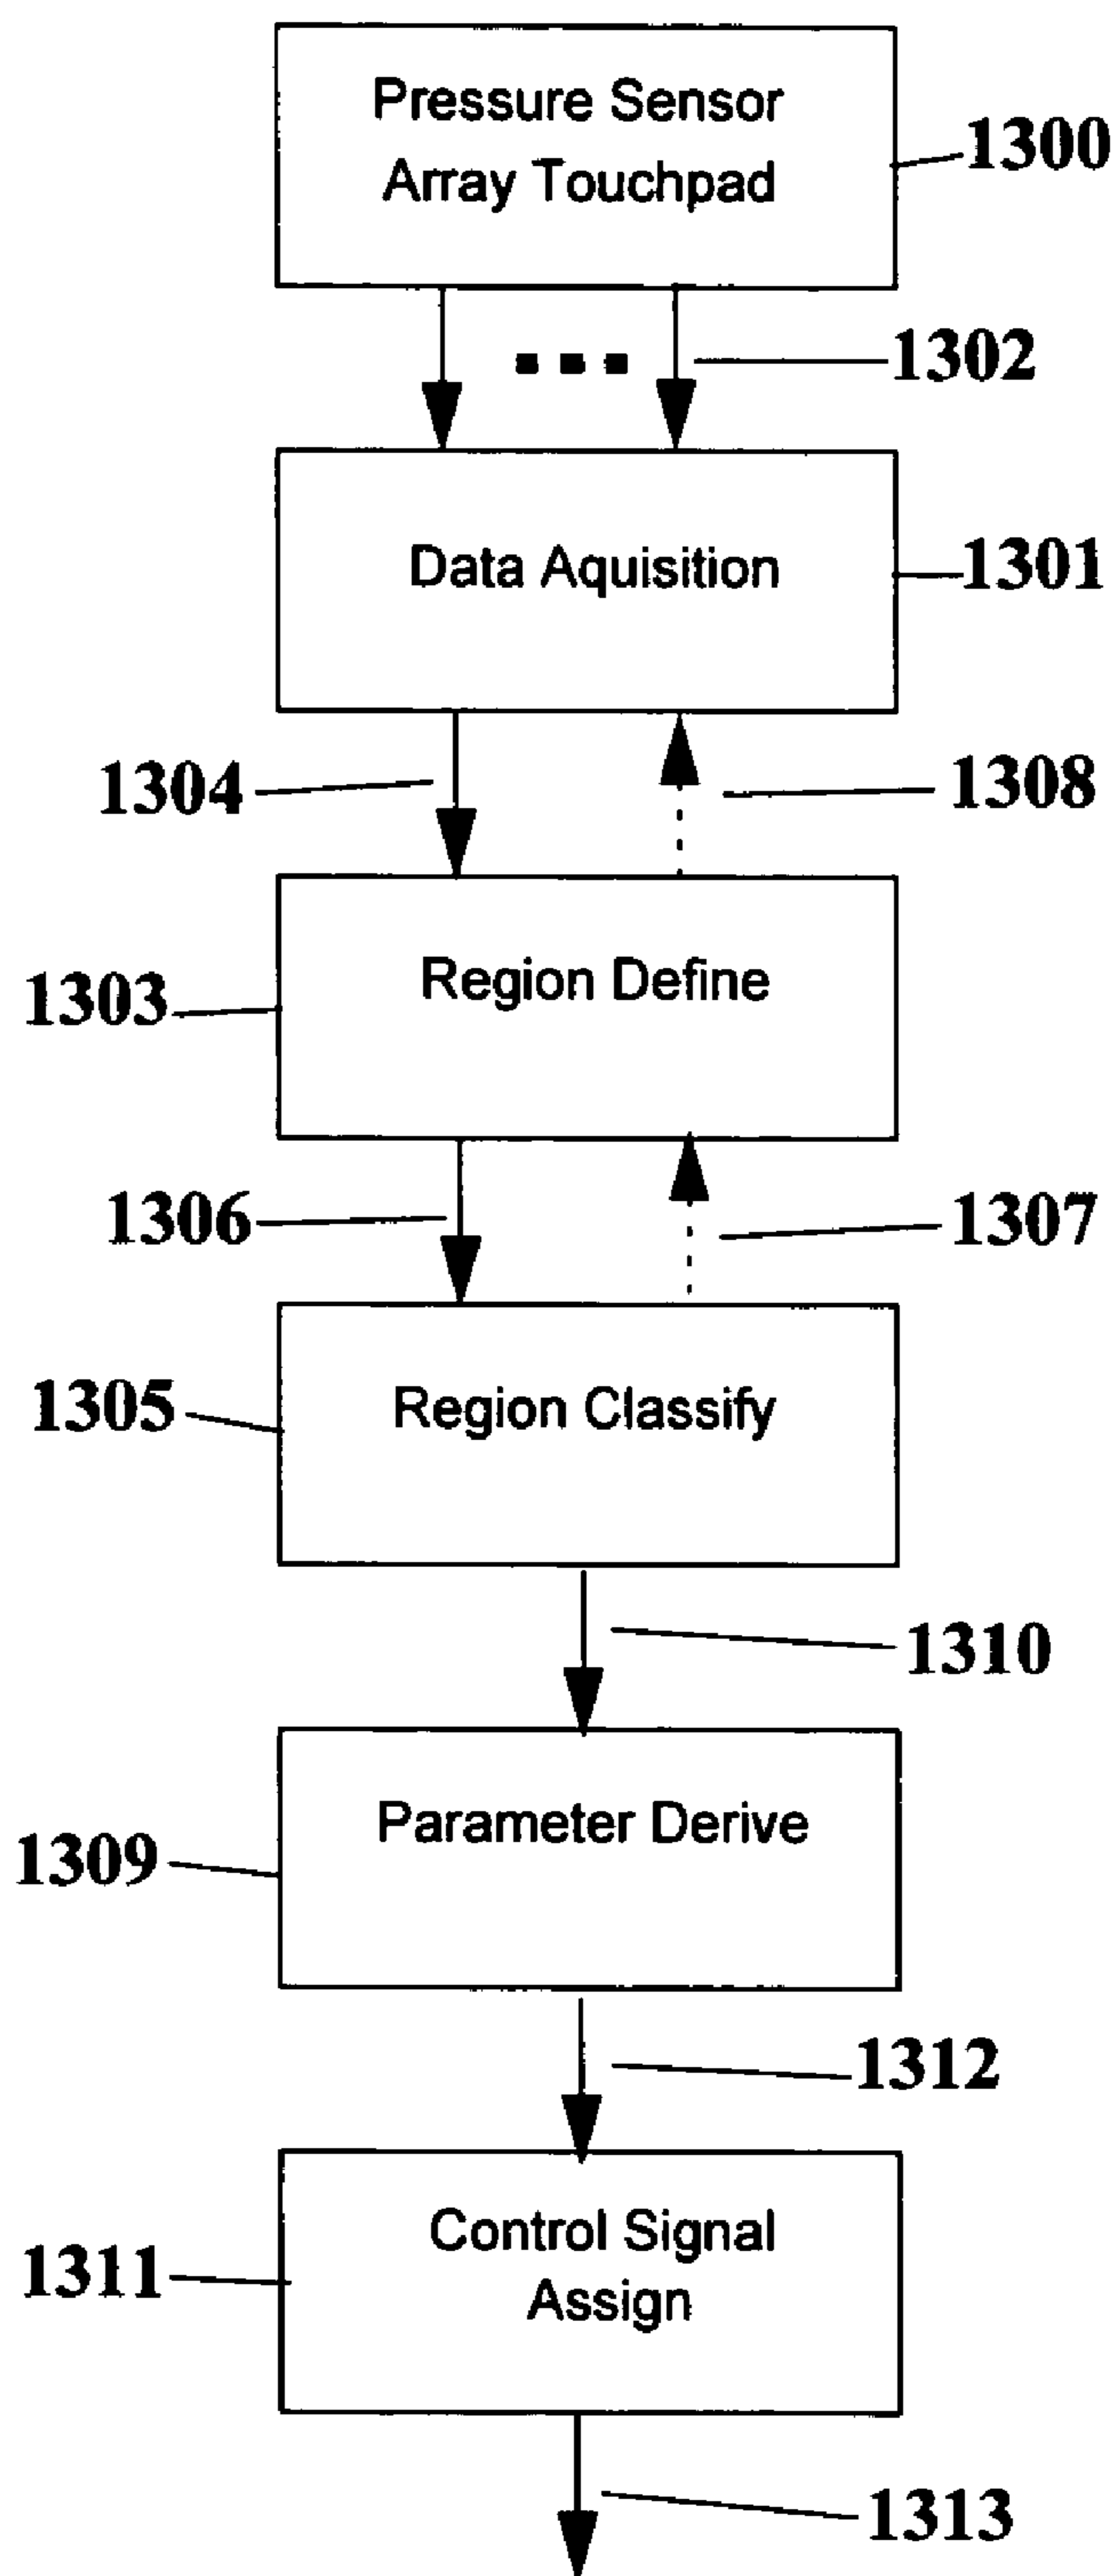 Pressure Sensor
Array Touchpad
1300
1302
Data Aquisition
1301
1304
1308
Region Define
1303
1306
1307
Region Classify
1305
1310
Parameter Derive
1309
1312
Control Signal
Assign
1311
1313